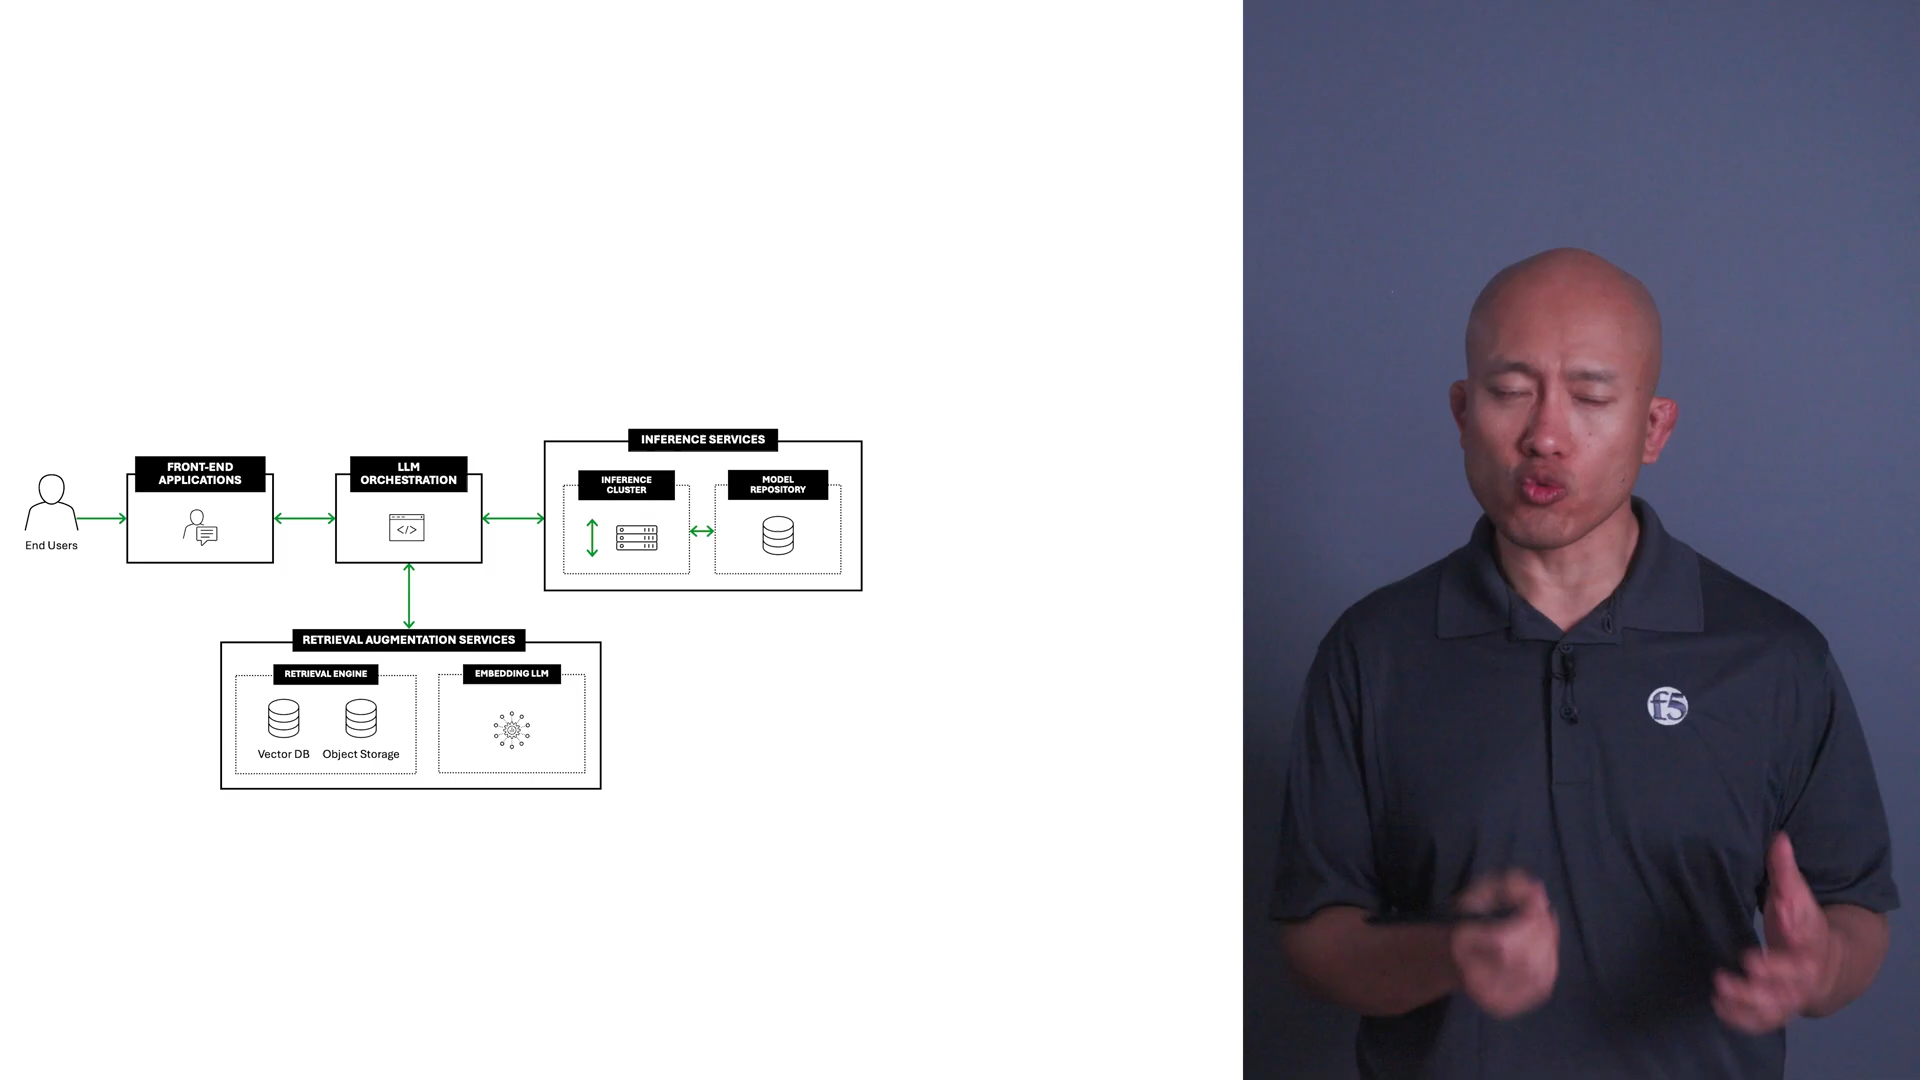 INFERENCE SERVICES
FRONT-END
APPLICATIONS
LLM
ORCHESTRATION
INFERENCE
CLUSTER
MODEL
REPOSITORY
</>
End Users
RETRIEVAL AUGMENTATION SERVICES
RETRIEVAL ENGINE
EMBEDDING LLM
Vector DB
Object Storage
f5